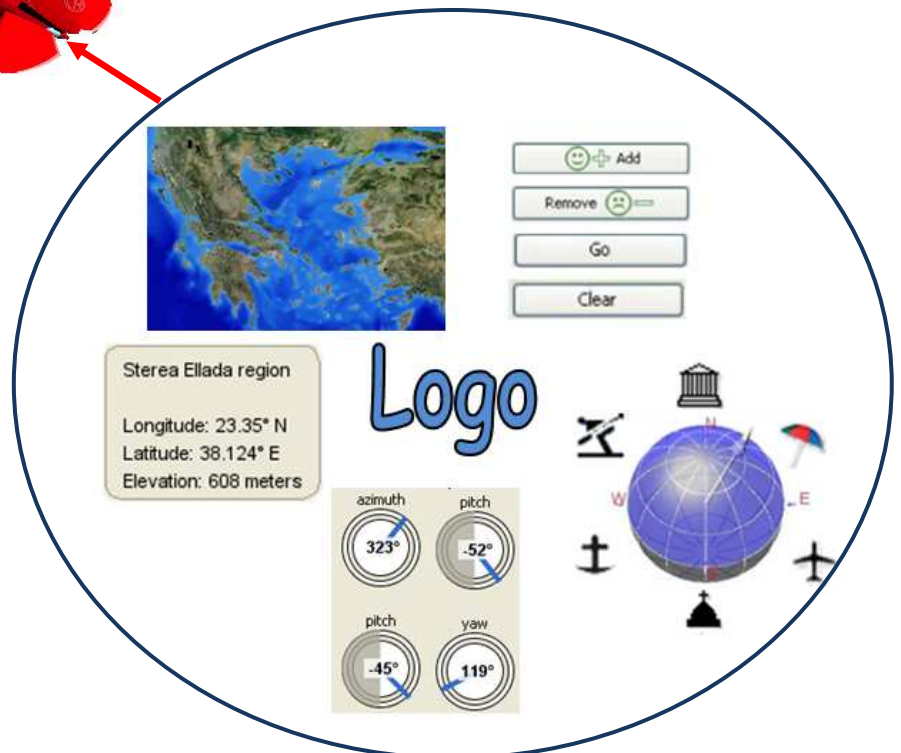 Add
Remove
Go
Clear
Sterea Ellada region
Longitude: 23.35° N
Latitude: 38.124° E
Elevation: 608 meters
Logo
N
W
E
S
azimuth
pitch
323°
-52°
pitch
yaw
-45°
119°